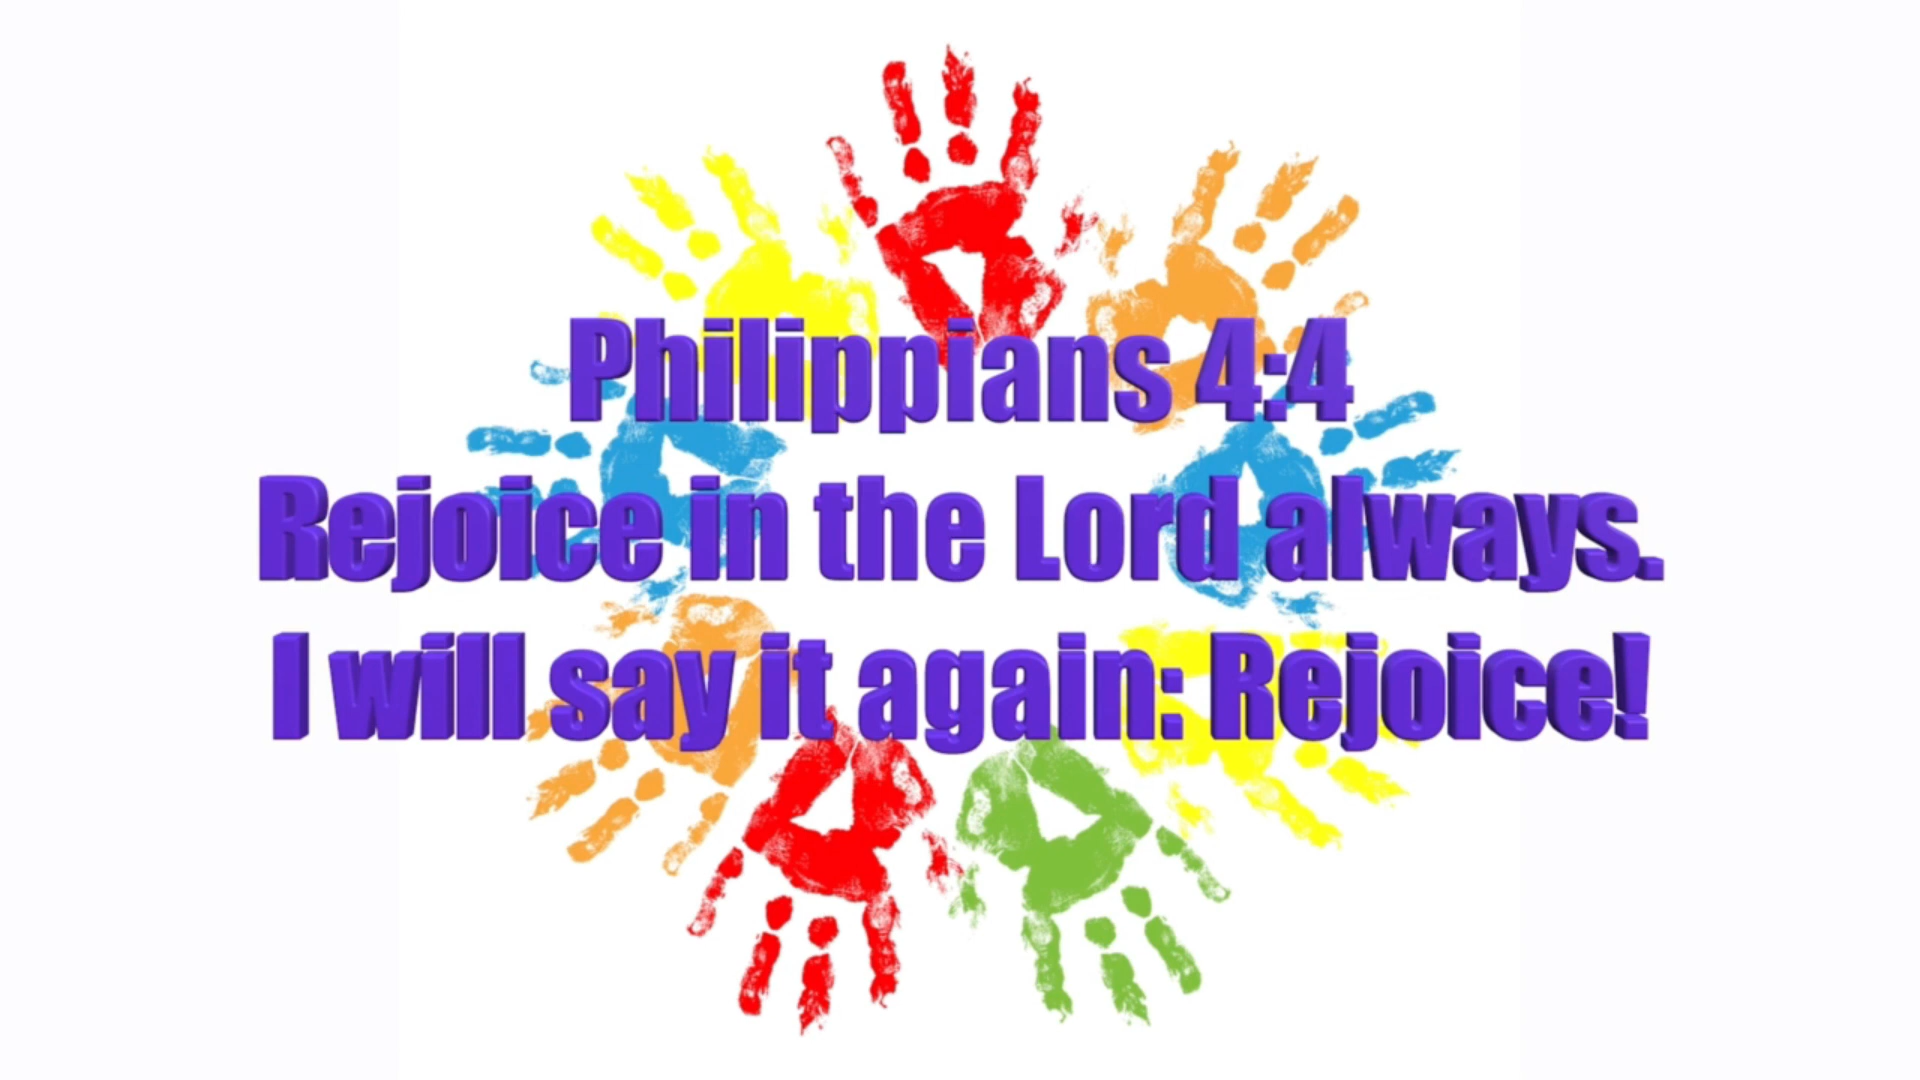 Philippians 4:4
Rejoice in the Lord always.
I will say it again: Rejoice!